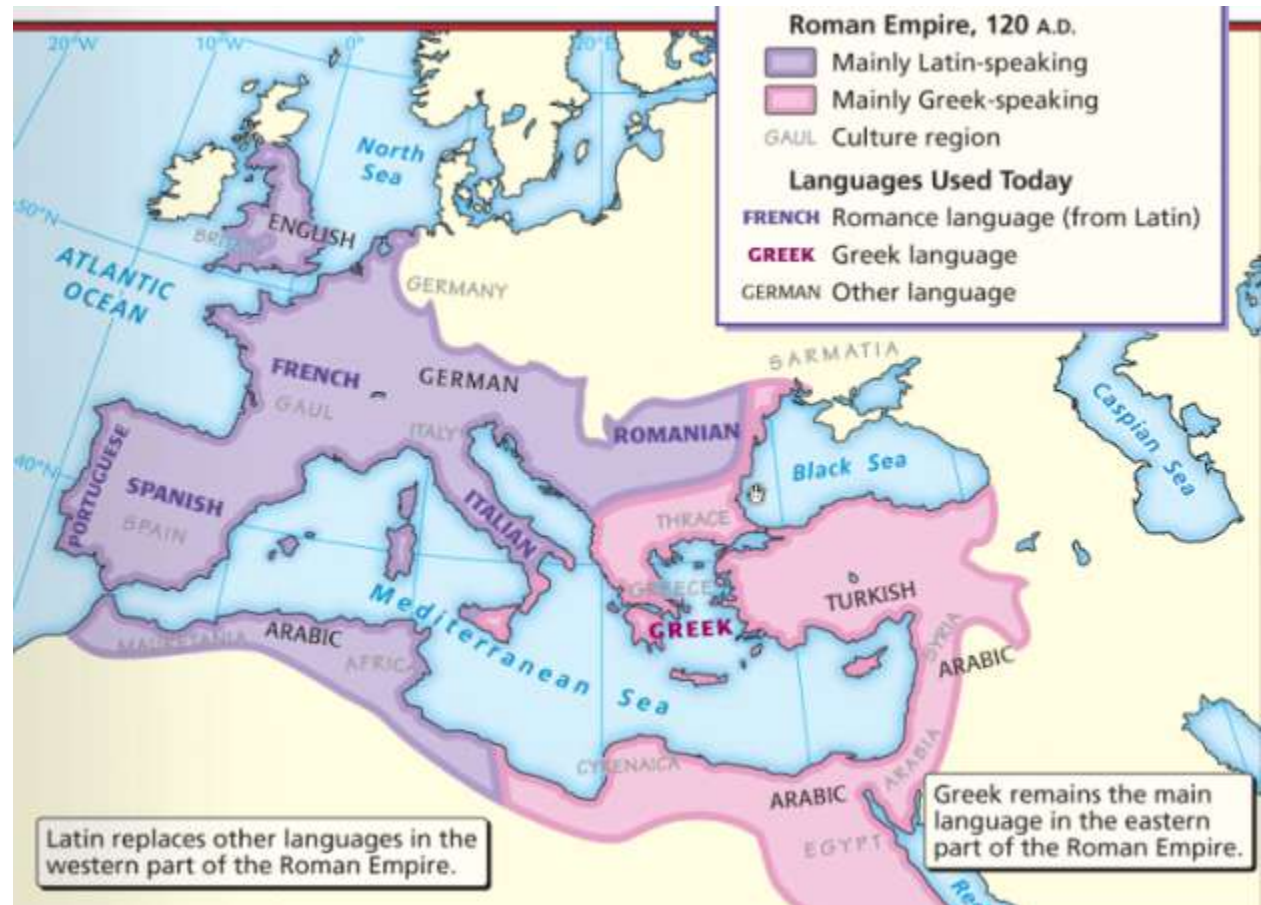 Roman Empire, 120 A.D.
Mainly Latin-speaking
Mainly Greek-speaking
GAUL Culture region
Languages Used Today
FRENCH Romance language (from Latin)
GREEK Greek language
GERMAN Other language
20°W
10°W
0°
20°E
50°N
40°N
North
Sea
ATLANTIC
OCEAN
ENGLISH
GERMANY
FRENCH
GAUL
GERMAN
ITALY
SARMATIA
ROMANIAN
Black Sea
Caspian Sea
PORTUGUESE
SPANISH
SPAIN
ITALIAN
THRACE
GREECE
GREEK
TURKISH
SYRIA
ARABIC
Mediterranean Sea
MAURETANIA
ARABIC
AFRICA
CYRENAICA
ARABIC
ARABIA
EGYPT
Latin replaces other languages in the
western part of the Roman Empire.
Greek remains the main
language in the eastern
part of the Roman Empire.